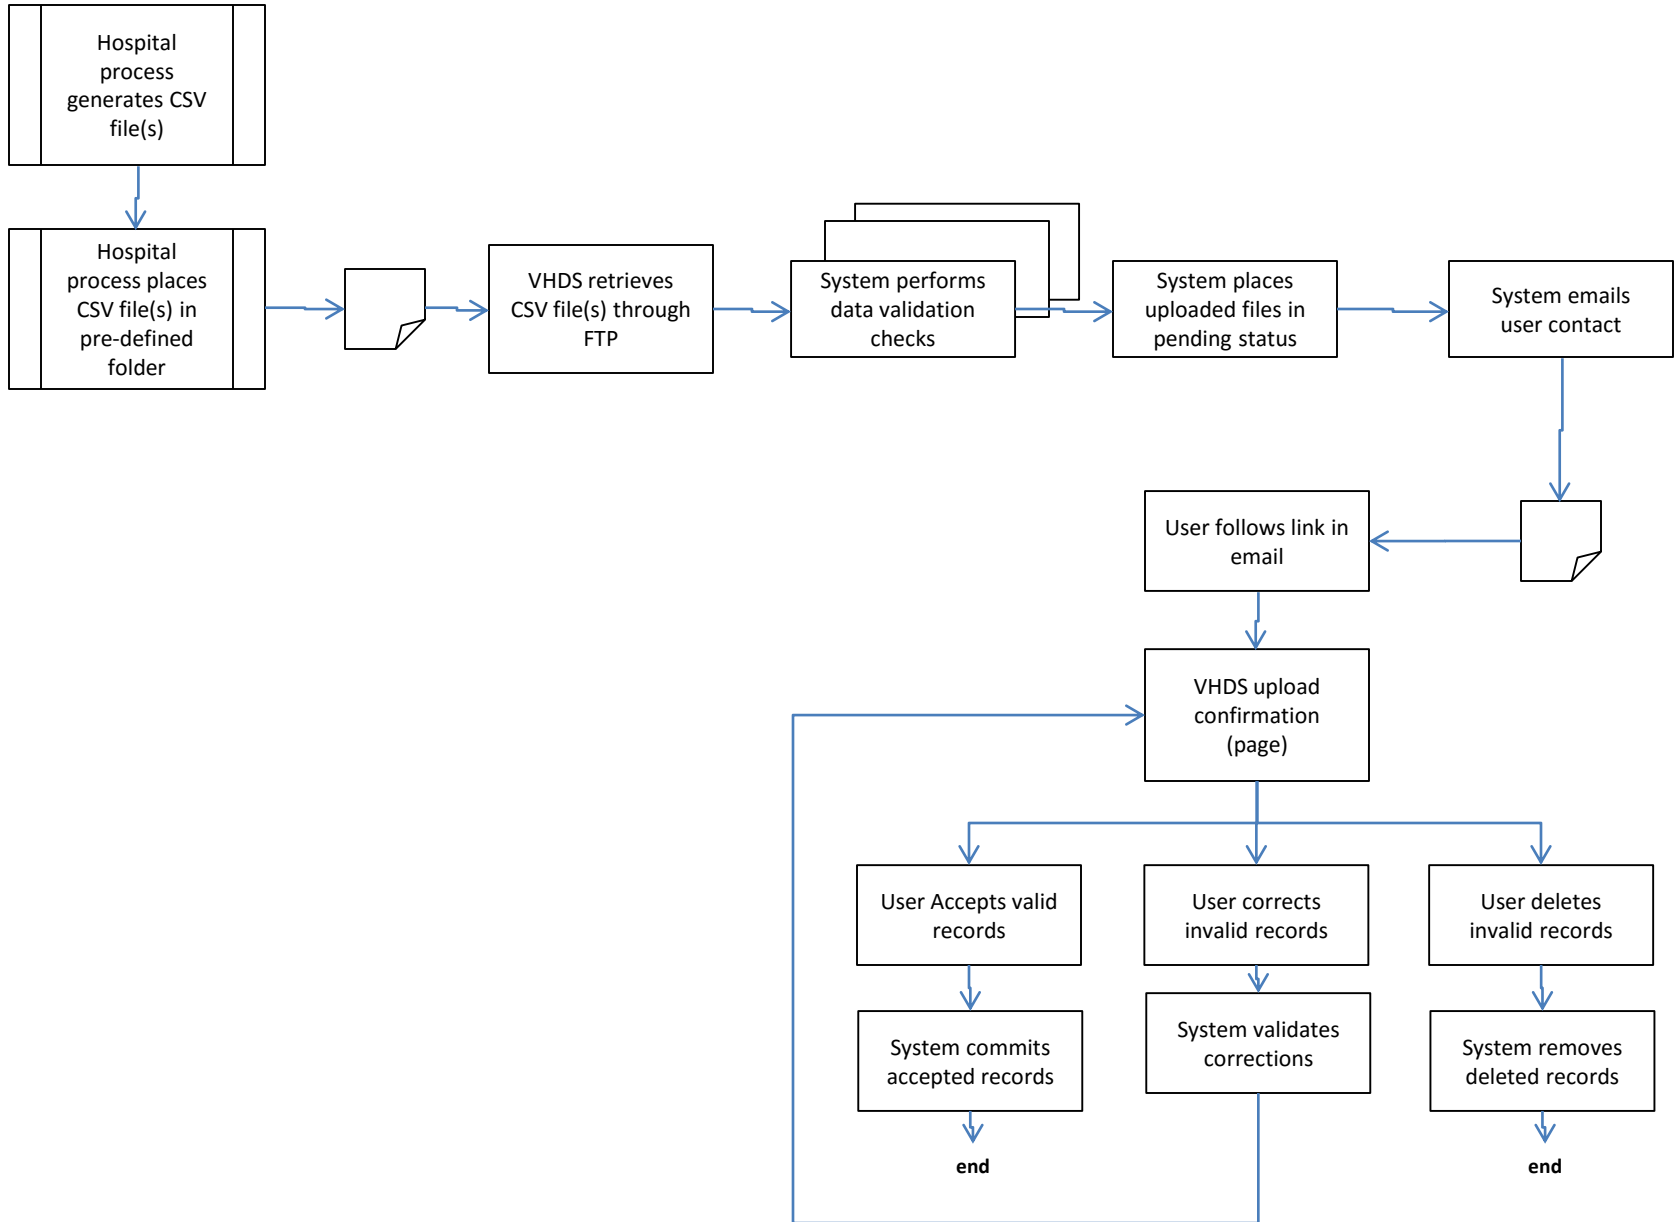 Hospital
process
generates CSV
file(s)
Hospital
process places
CSV file(s) in
pre-defined
folder
VHDS retrieves
CSV file(s) through
FTP
System performs
data validation
checks
System places
uploaded files in
pending status
System emails
user contact
User follows link in
email
VHDS upload
confirmation
(page)
User Accepts valid
records
User corrects
invalid records
User deletes
invalid records
System commits
accepted records
System validates
corrections
System removes
deleted records
end
end